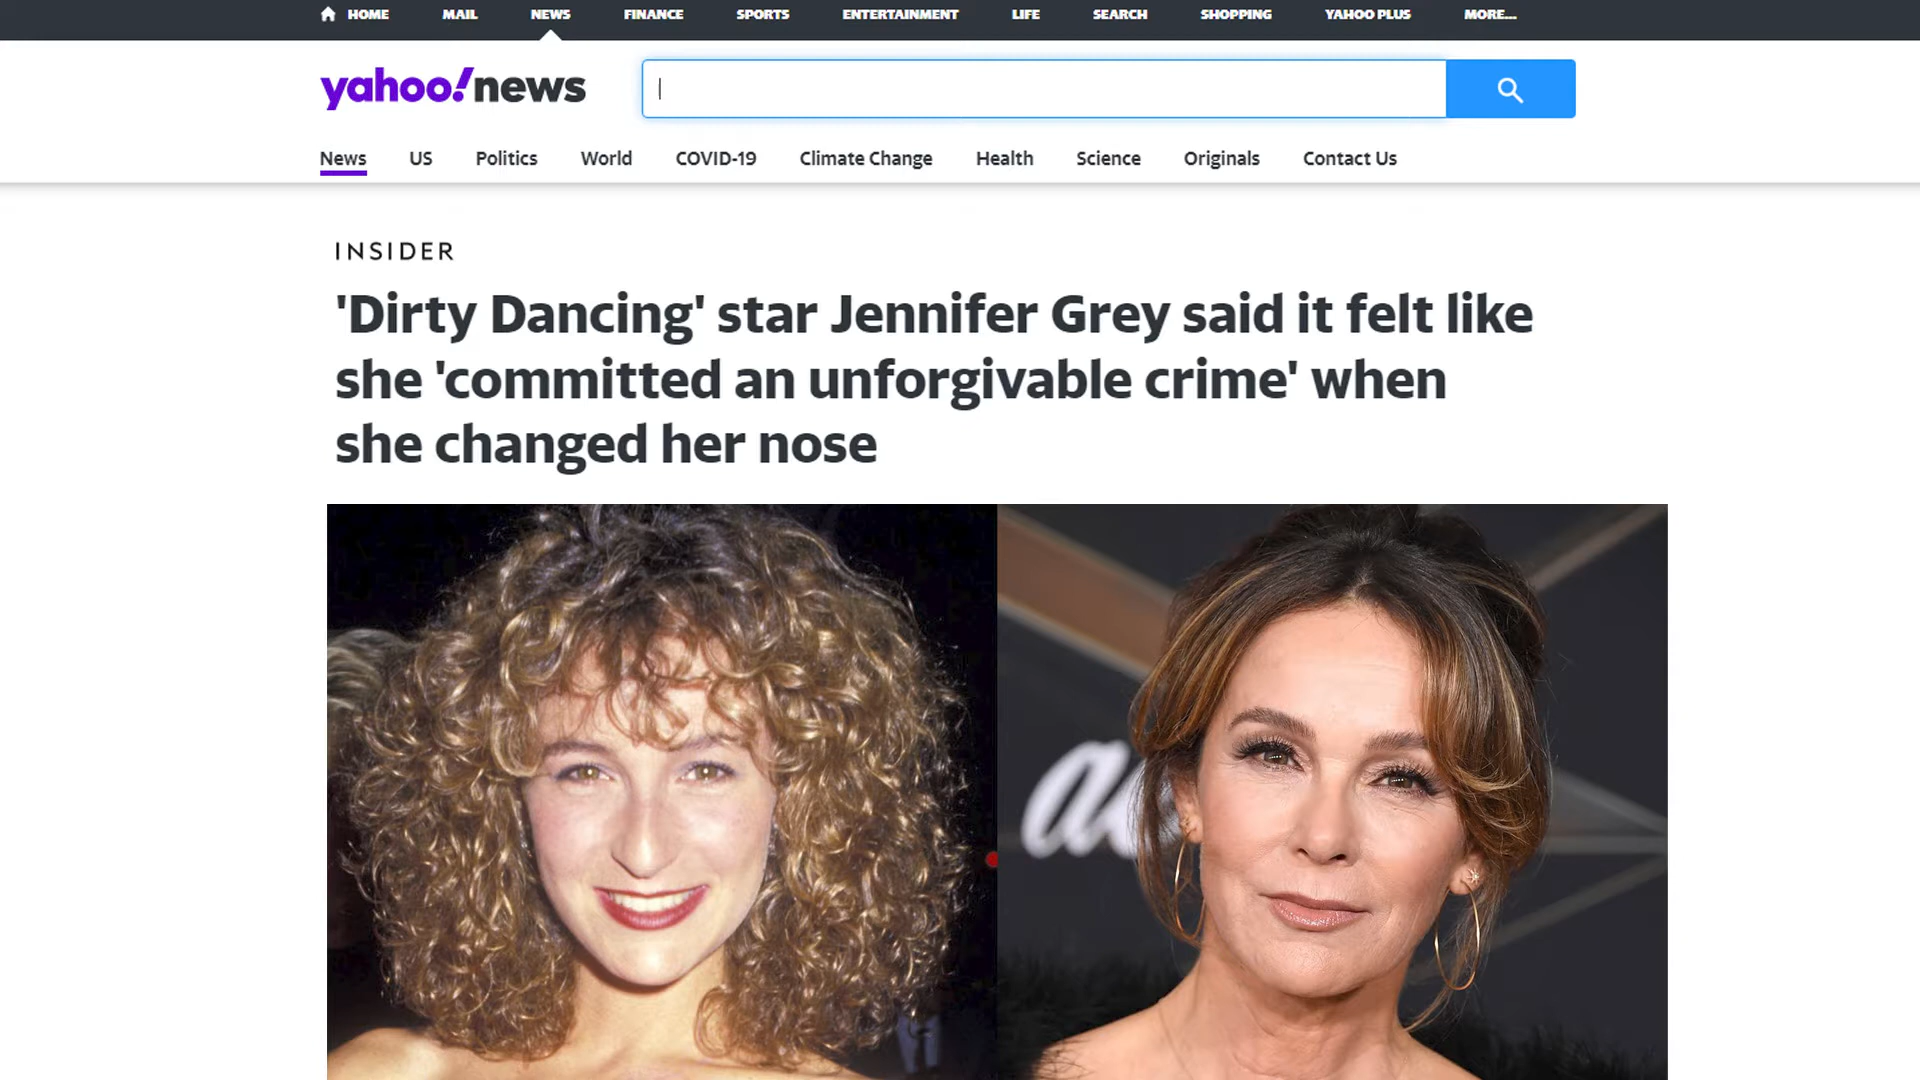 HOME MAIL NEWS FINANCE SPORTS ENTERTAINMENT LIFE SEARCH SHOPPING YAHOO PLUS MORE...
yahoo!news
News US Politics World COVID-19 Climate Change Health Science Originals Contact Us
INSIDER
'Dirty Dancing' star Jennifer Grey said it felt like
she 'committed an unforgivable crime' when
she changed her nose